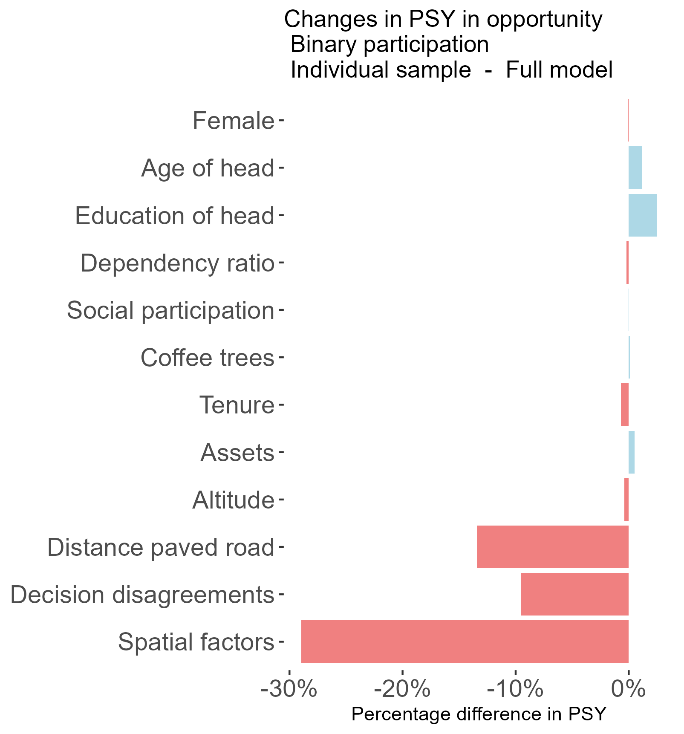 Changes in PSY in opportunity
Binary participation
Individual sample - Full model
Female
Age of head
Education of head
Dependency ratio
Social participation
Coffee trees
Tenure
Assets
Altitude
Distance paved road
Decision disagreements
Spatial factors
-30% -20% -10% 0%
Percentage difference in PSY